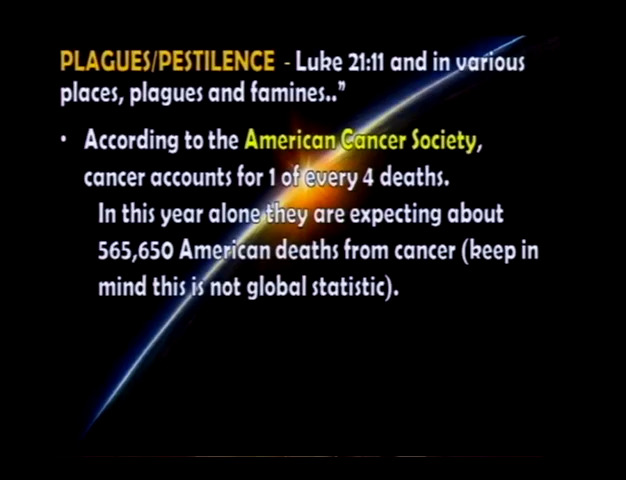 PLAGUES/PESTILENCE - Luke 21:11 and in various
places, plagues and famines.."
• According to the American Cancer Society,
cancer accounts for 1 of every 4 deaths.
In this year alone they are expecting about
565,650 American deaths from cancer (keep in
mind this is not global statistic).